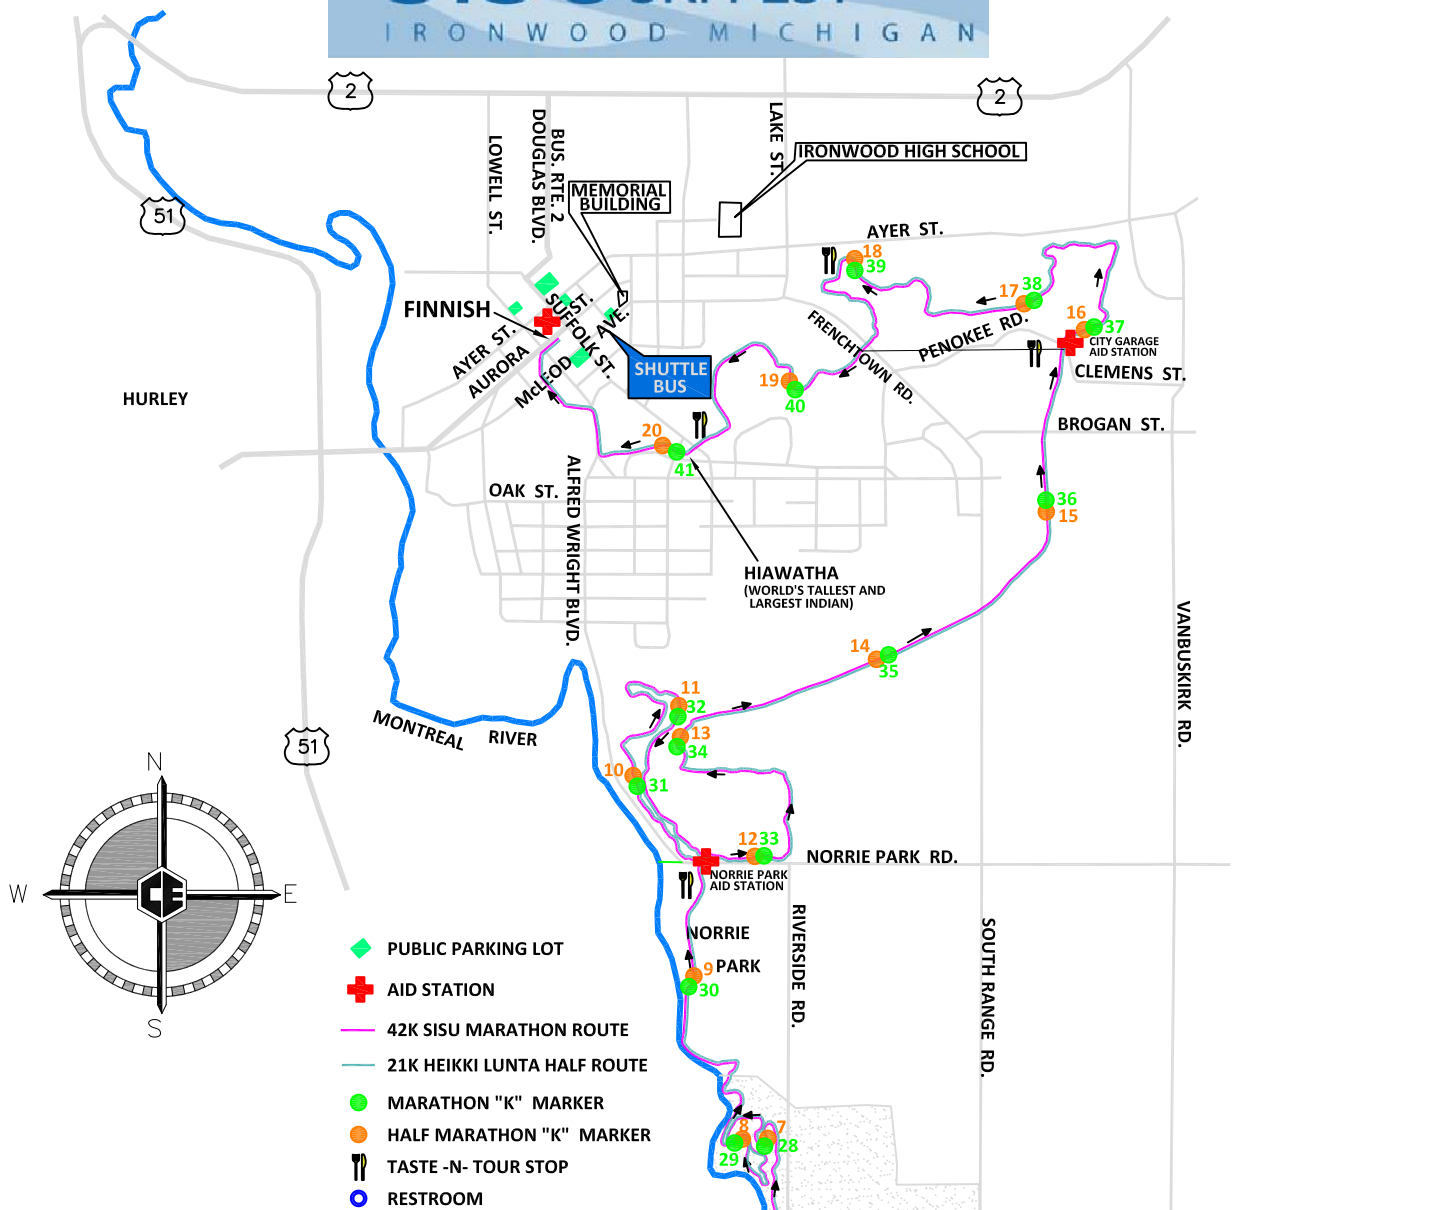 IRONWOOD MICHIGAN
2
2
LOWELL ST.
DOUGLAS BLVD.
BUS. RTE. 2
LAKE ST.
IRONWOOD HIGH SCHOOL
MEMORIAL
BUILDING
51
AYER ST.
18
39
38
17
16
37
CITY GARAGE
AID STATION
CLEMENS ST.
BROGAN ST.
PENOKEE RD.
FRENCHTOWN RD.
FINNISH
SUFFOLK ST.
AYER ST.
AURORA ST.
McLEOD AVE.
SHUTTLE
BUS
HURLEY
19
40
20
41
OAK ST.
ALFRED WRIGHT BLVD.
36
15
HIAWATHA
(WORLD'S TALLEST AND
LARGEST INDIAN)
VANBUSKIRK RD.
14
35
11
32
13
34
MONTREAL RIVER
51
10
31
12
33
NORRIE PARK RD.
NORRIE PARK
AID STATION
N
W
E
S
CE
NORRIE
PARK
9
30
RIVERSIDE RD.
SOUTH RANGE RD.
8
7
29
28
PUBLIC PARKING LOT
AID STATION
42K SISU MARATHON ROUTE
21K HEIKKI LUNTA HALF ROUTE
MARATHON "K" MARKER
HALF MARATHON "K" MARKER
TASTE -N- TOUR STOP
RESTROOM